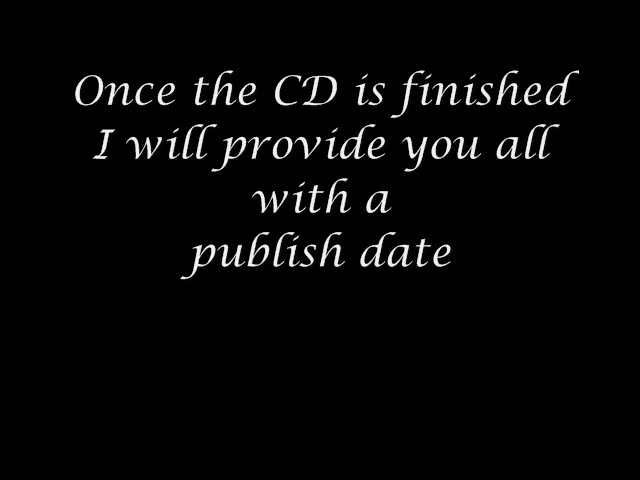 Once the CD is finished
I will provide you all
with a
publish date